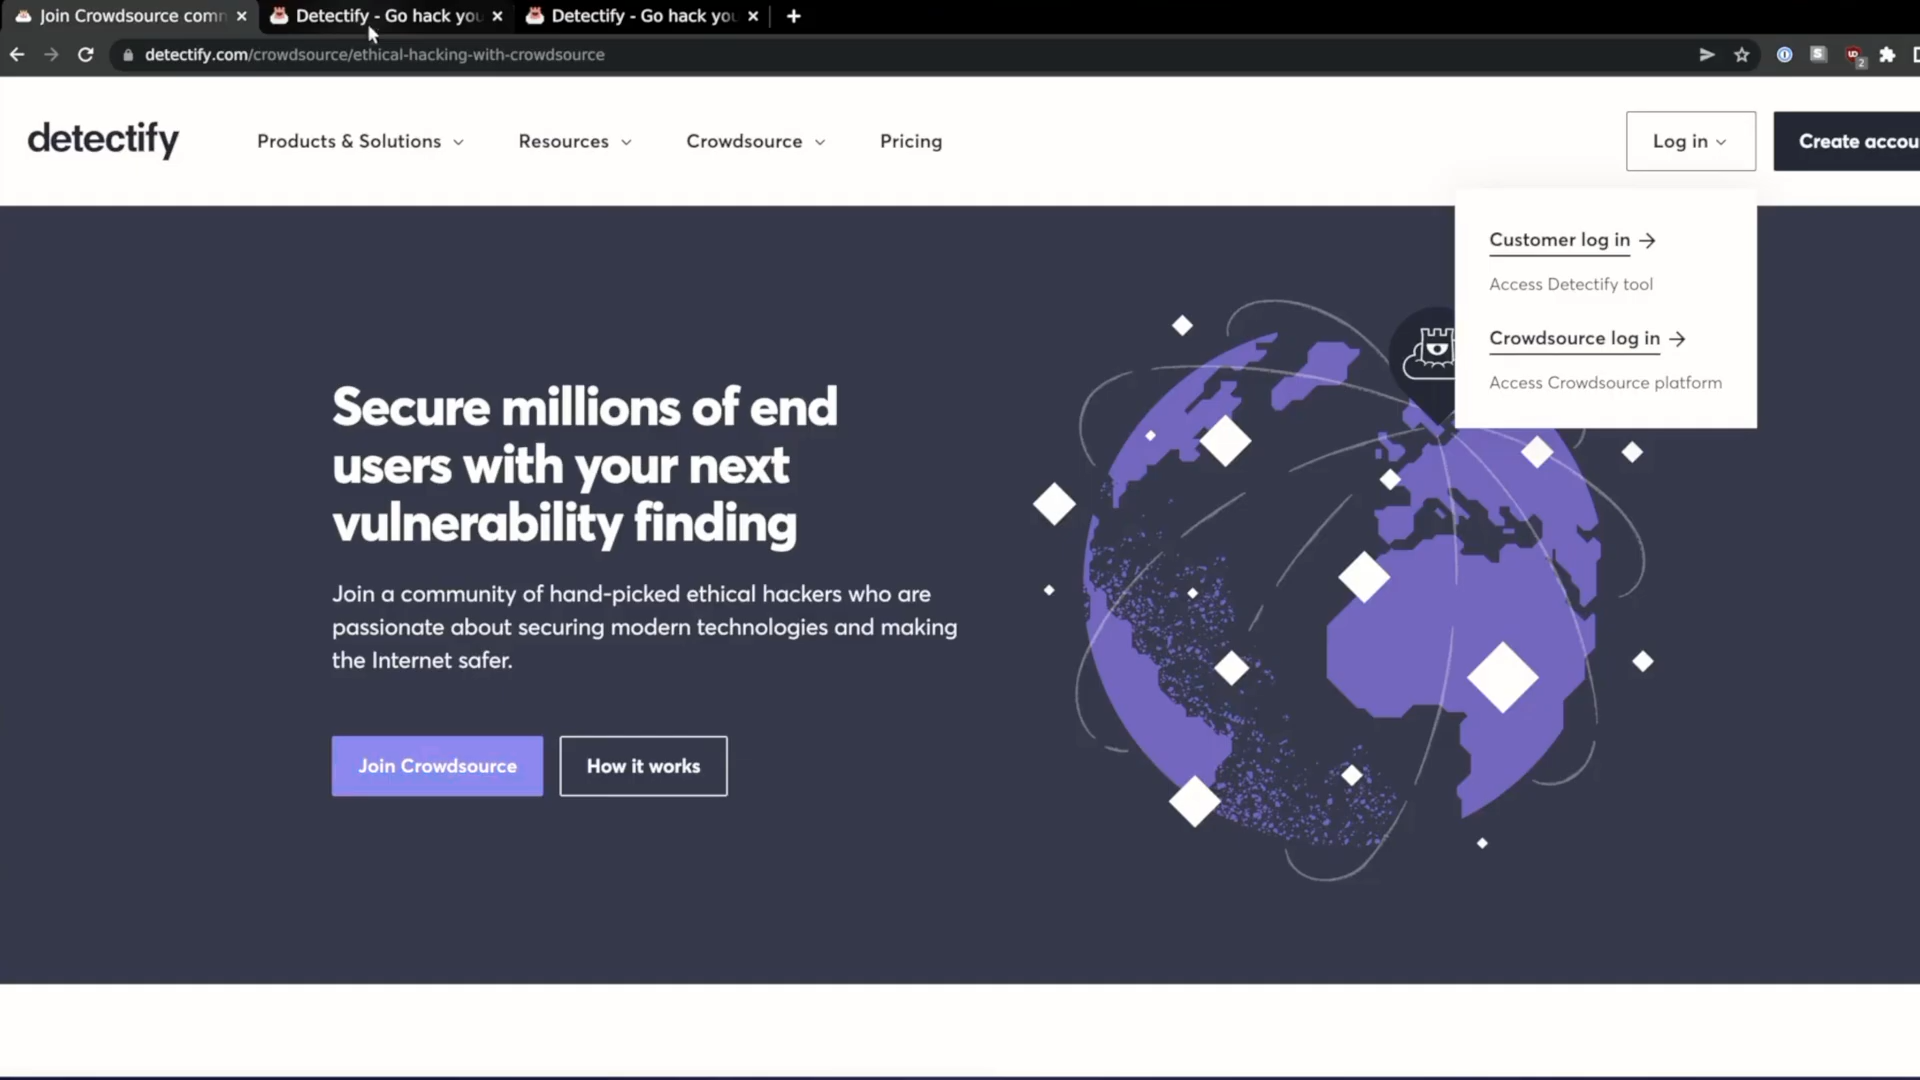 Join Crowdsource comm
Detectify - Go hack you
Detectify - Go hack you
detectify.com/crowdsource/ethical-hacking-with-crowdsource
2
detectify
Products & Solutions
Resources
Crowdsource
Pricing
Log in
Create accou
Customer log in →
Access Detectify tool
Crowdsource log in →
Access Crowdsource platform
Secure millions of end
users with your next
vulnerability finding
Join a community of hand-picked ethical hackers who are
passionate about securing modern technologies and making
the Internet safer.
Join Crowdsource
How it works